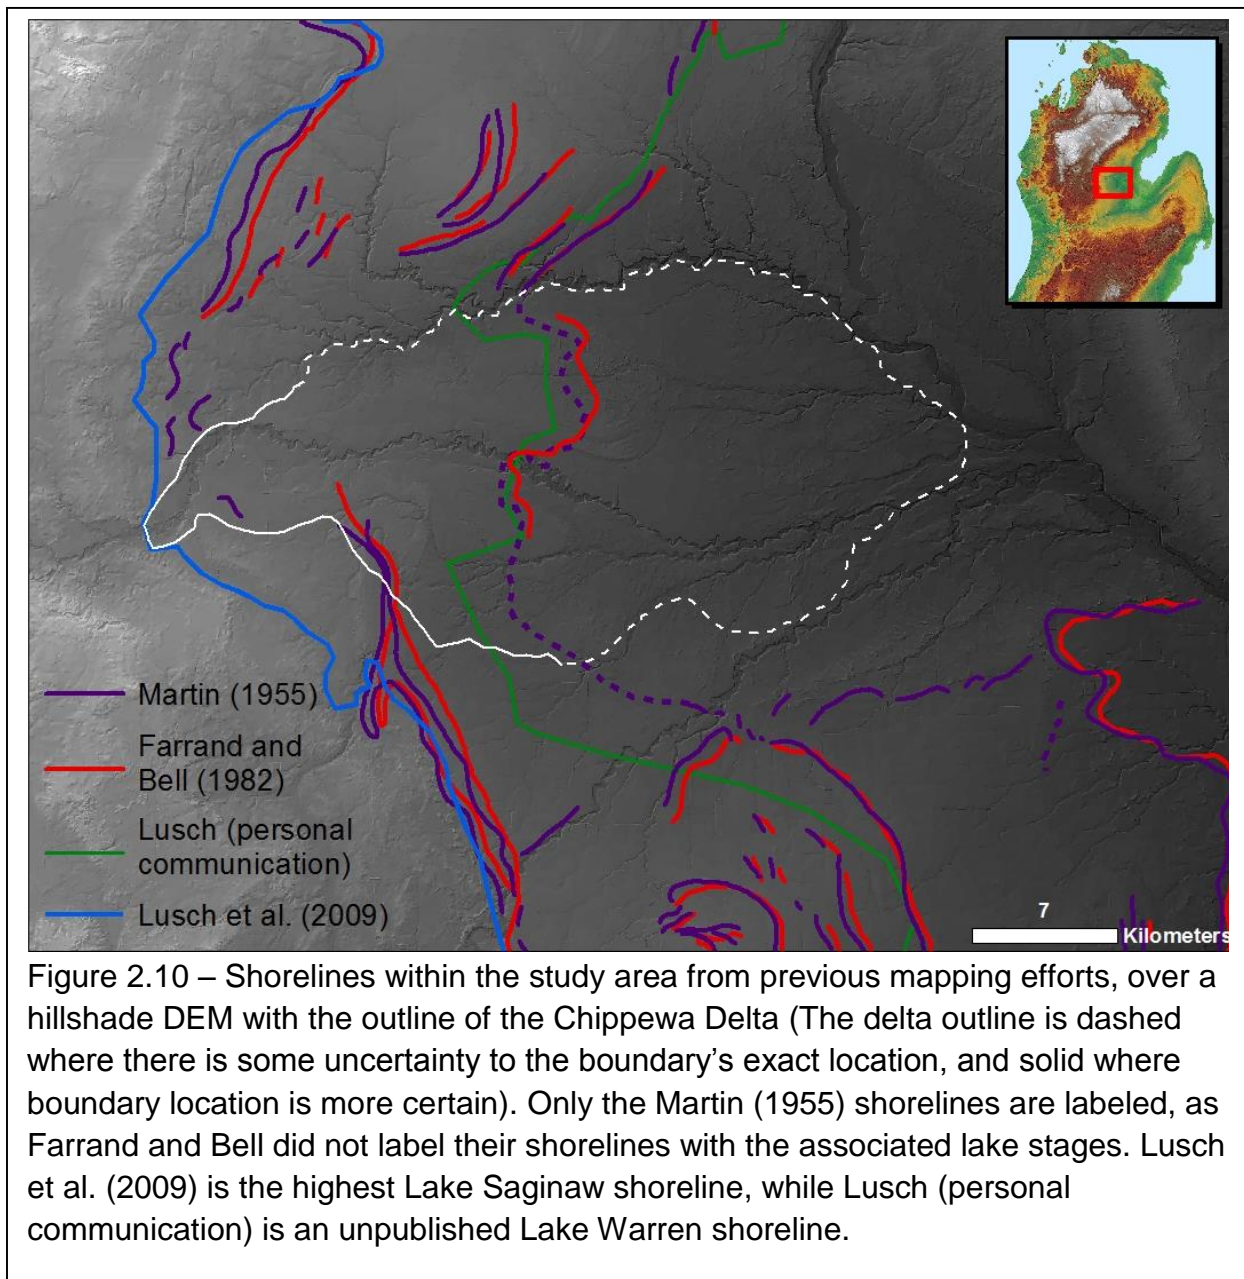 Martin (1955)
Farrand and
Bell (1982)
Lusch (personal
communication)
Lusch et al. (2009)
7
Kilometers
Figure 2.10 – Shorelines within the study area from previous mapping efforts, over a
hillshade DEM with the outline of the Chippewa Delta (The delta outline is dashed
where there is some uncertainty to the boundary’s exact location, and solid where
boundary location is more certain). Only the Martin (1955) shorelines are labeled, as
Farrand and Bell did not label their shorelines with the associated lake stages. Lusch
et al. (2009) is the highest Lake Saginaw shoreline, while Lusch (personal
communication) is an unpublished Lake Warren shoreline.